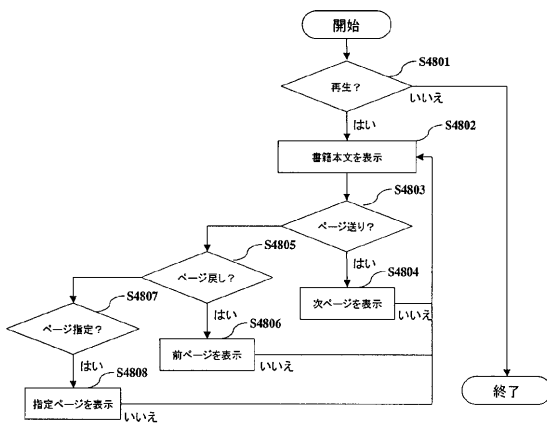 開始
S4801
再生?
いいえ
はい
S4802
書籍本文を表示
S4803
ページ送り?
はい
S4804
次ページを表示
いいえ
S4805
ページ戻し?
はい
S4806
前ページを表示
いいえ
S4807
ページ指定?
はい
S4808
指定ページを表示
いいえ
終了